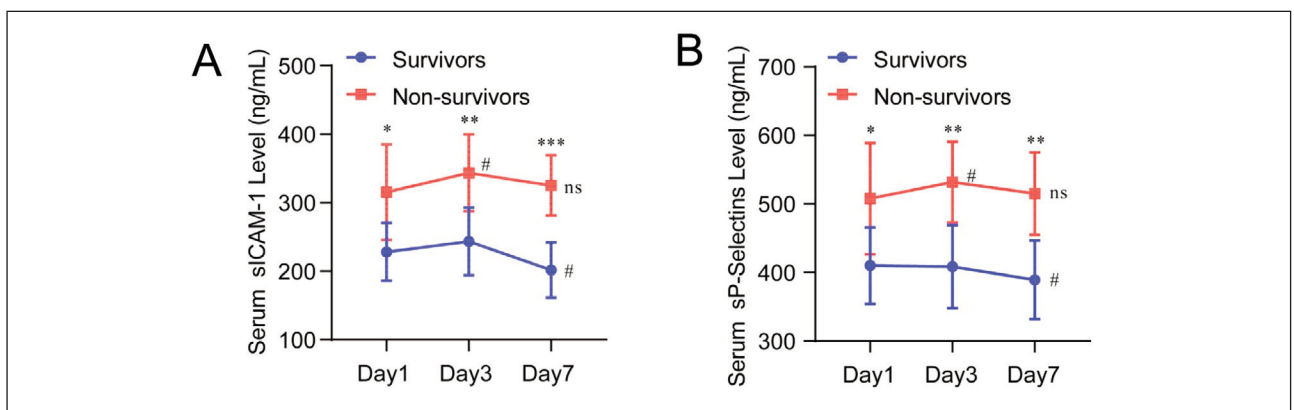 A
Serum sICAM-1 Level (ng/mL)
500
400
300
200
100
Survivors
Non-survivors
*
**
#
***
ns
#
Day1 Day3 Day7
B
Serum sP-Selectins Level (ng/mL)
700
600
500
400
300
Survivors
Non-survivors
*
**
#
**
ns
#
Day1 Day3 Day7